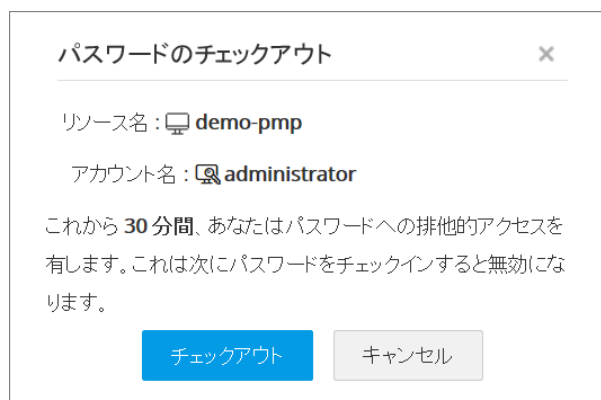 パスワードのチェックアウト ×
リソース名 : demo-pmp
アカウント名 : administrator
これから 30 分間、あなたはパスワードへの排他的アクセスを
有します。これは次にパスワードをチェックインすると無効にな
ります。
チェックアウト キャンセル